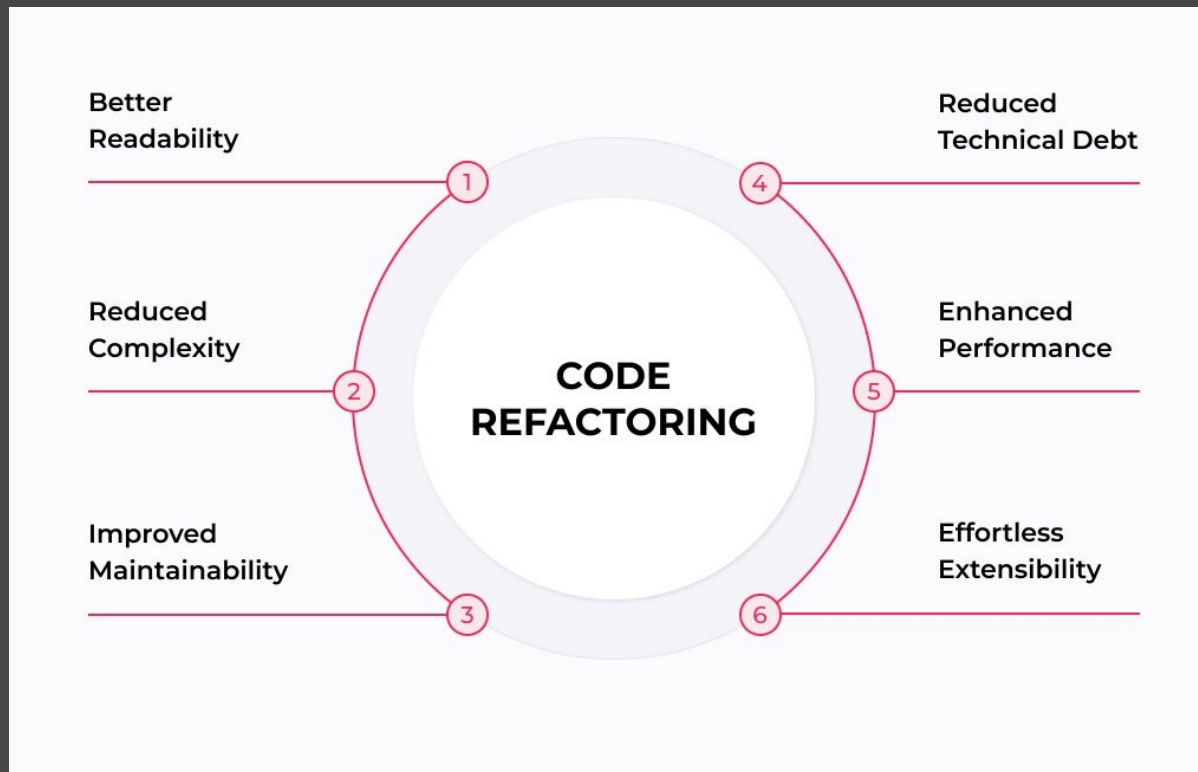 Better
Readability
1
Reduced
Complexity
2
Improved
Maintainability
3
CODE
REFACTORING
Reduced
Technical Debt
4
Enhanced
Performance
5
Effortless
Extensibility
6